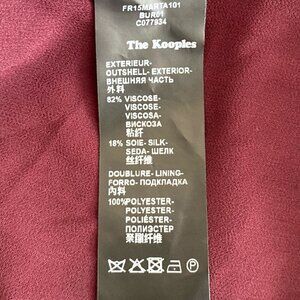 FR15MARTA101
BUR01
C077934
The Kooples
EXTERIEUR-
OUTSHELL- EXTERIOR-
ВНЕШНЯЯ ЧАСТЬ
外料
82% VISCOSE-
VISCOSE-
VISCOSA-
ВИСКОЗА
粘纤
18% SOIE- SILK-
SEDA- ШЕЛК
丝纤维
DOUBLURE- LINING-
FORRO- ПОДКЛАДКА
内料
100%POLYESTER-
POLYESTER-
POLIÉSTER-
ПОЛИЭСТЕР
聚酯纤维